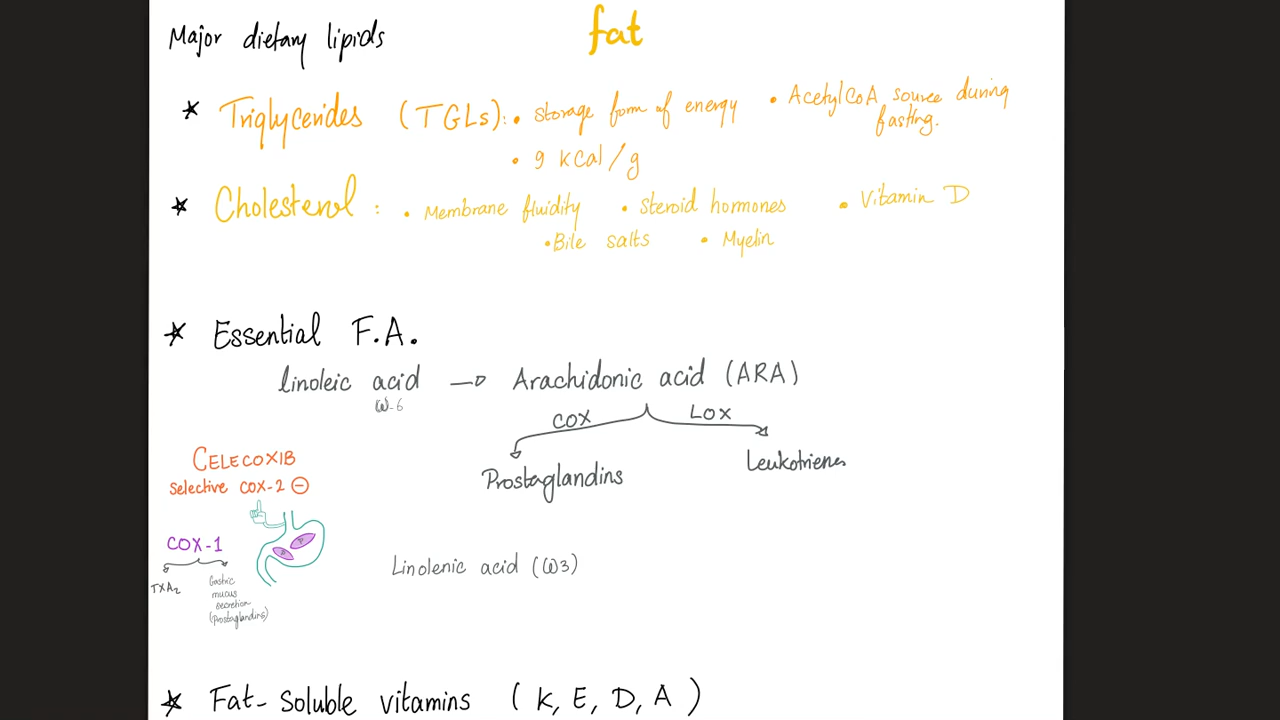 Major dietary lipids
fat
* Triglycerides (TGLs): • storage form of energy • AcetylCoA source during fasting.
• 9 kcal/g
* Cholesterol : • Membrane fluidity • Steroid hormones • Vitamin D
• Bile salts • Myelin
* Essential F.A.
linoleic acid → Arachidonic acid (ARA)
ω-6
COX LOX
Prostaglandins Leukotrienes
CELECOXIB
Selective COX-2 ⊖
COX-1
TXA₂
Gastric
mucus
secretion
(Prostaglandins)
Linolenic acid (ω3)
* Fat-soluble vitamins (K, E, D, A)